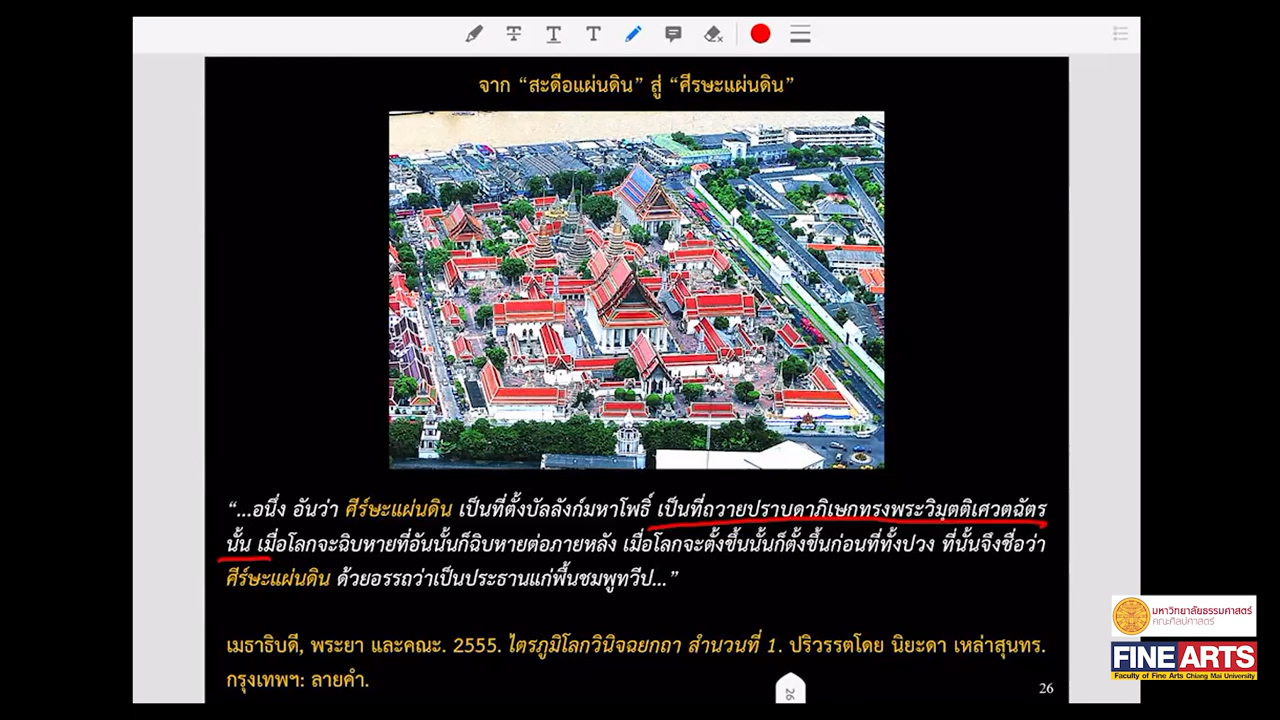 จาก “สะดือแผ่นดิน” สู่ “ศีรษะแผ่นดิน”
“...อนึ่ง อันว่า ศีร์ษะแผ่นดิน เป็นที่ตั้งบัลลังก์มหาโพธิ์ เป็นที่ถวายปราบดาภิเษกทรงพระวิมุตติเศวตฉัตร
นั้น เมื่อโลกจะฉิบหายที่อันนั้นก็ฉิบหายต่อภายหลัง เมื่อโลกจะตั้งขึ้นนั้นก็ตั้งขึ้นก่อนที่ทั้งปวง ที่นั้นจึงชื่อว่า
ศีร์ษะแผ่นดิน ด้วยอรรถว่าเป็นประธานแก่พื้นชมพูทวีป...”
เมธาธิบดี, พระยา และคณะ. 2555. ไตรภูมิโลกวินิจฉยกถา สำนวนที่ 1. ปริวรรตโดย นิยะดา เหล่าสุนทร.
กรุงเทพฯ: ลายคำ.
26
26
มหาวิทยาลัยธรรมศาสตร์
คณะศิลปศาสตร์
FINE ARTS
Faculty of Fine Arts Chiang Mai University